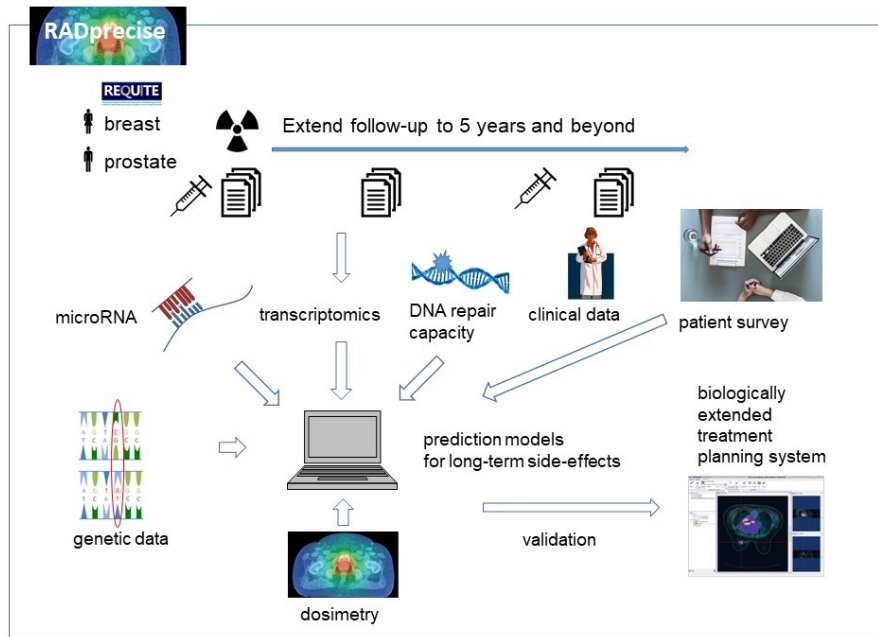 RADprecise
REQUITE
breast
prostate
Extend follow-up to 5 years and beyond
microRNA
transcriptomics
DNA repair
capacity
clinical data
patient survey
biologically
extended
treatment
planning system
prediction models
for long-term side-effects
genetic data
validation
dosimetry